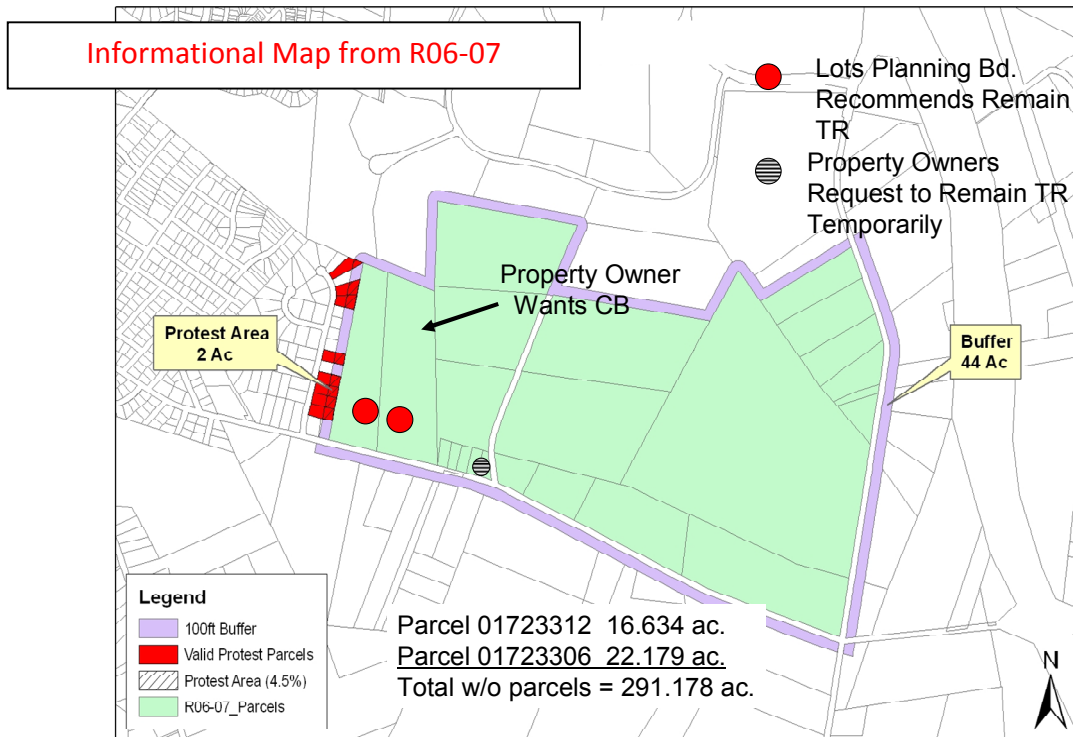 Informational Map from R06-07
Lots Planning Bd.
Recommends Remain
TR
Property Owners
Request to Remain TR
Temporarily
Property Owner
Wants CB
Protest Area
2 Ac
Buffer
44 Ac
Legend
100ft Buffer
Valid Protest Parcels
Protest Area (4.5%)
R06-07_Parcels
Parcel 01723312 16.634 ac.
Parcel 01723306 22.179 ac.
Total w/o parcels = 291.178 ac.
N